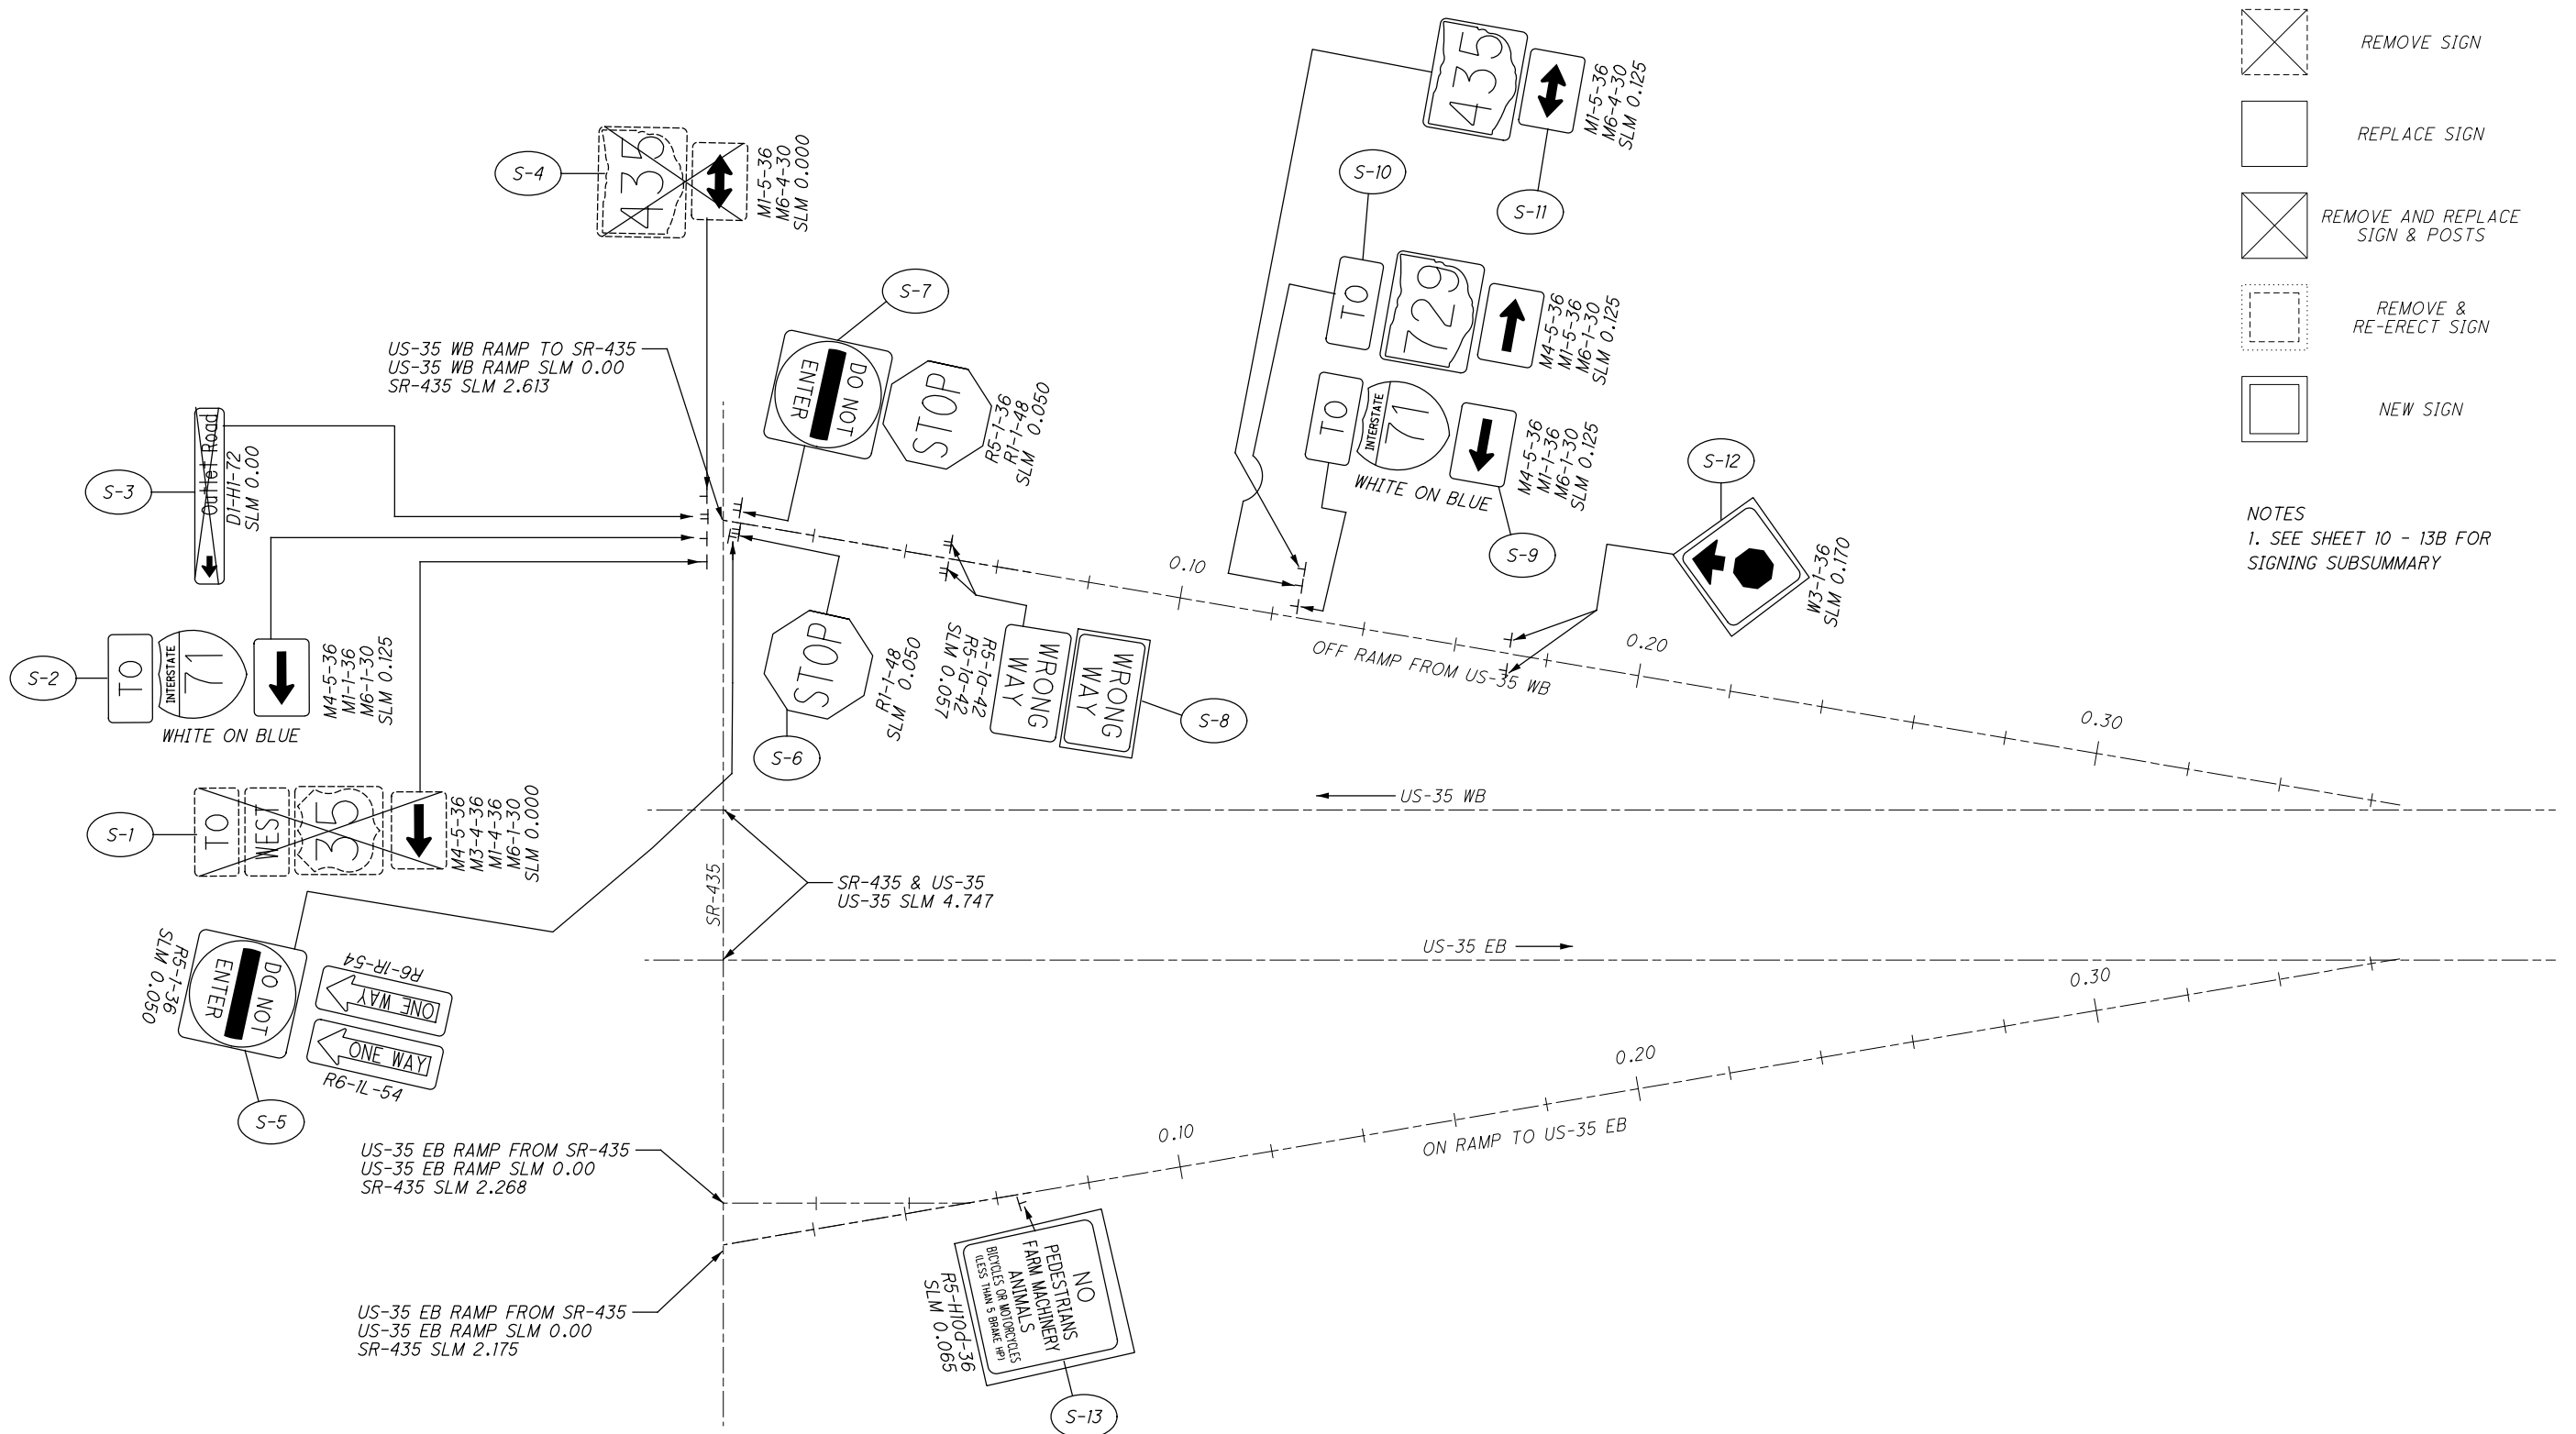 REMOVE SIGN
REPLACE SIGN
REMOVE AND REPLACE
SIGN & POSTS
REMOVE &
RE-ERECT SIGN
NEW SIGN
NOTES
1. SEE SHEET 10 - 13B FOR
SIGNING SUBSUMMARY
S-4
435
M1-5-36
M6-4-30
SLM 0.000
435
M1-5-36
M6-4-30
SLM 0.125
S-11
S-10
TO
729
M4-5-36
M1-5-36
M6-1-30
SLM 0.125
TO
INTERSTATE
71
WHITE ON BLUE
M4-5-36
M1-1-36
M6-1-30
SLM 0.125
S-9
S-12
W3-1-36
SLM 0.170
S-7
DO NOT
ENTER
STOP
R5-1-36
R1-1-48
SLM 0.050
US-35 WB RAMP TO SR-435
US-35 WB RAMP SLM 0.00
SR-435 SLM 2.613
S-3
Outlet Road
D1-H1-72
SLM 0.00
S-2
TO
INTERSTATE
71
WHITE ON BLUE
M4-5-36
M1-1-36
M6-1-30
SLM 0.125
S-1
TO
WEST
35
M4-5-36
M3-4-36
M1-4-36
M6-1-30
SLM 0.000
STOP
R1-1-48
SLM 0.050
S-6
WRONG
WAY
WRONG
WAY
R5-1a-42
R5-1a-42
SLM 0.057
S-8
0.10
0.20
0.30
OFF RAMP FROM US-35 WB
US-35 WB
SR-435
SR-435 & US-35
US-35 SLM 4.747
US-35 EB
DO NOT
ENTER
R5-1-36
SLM 0.050
R6-1R-54
ONE WAY
ONE WAY
R6-1L-54
S-5
0.30
0.20
0.10
ON RAMP TO US-35 EB
US-35 EB RAMP FROM SR-435
US-35 EB RAMP SLM 0.00
SR-435 SLM 2.268
US-35 EB RAMP FROM SR-435
US-35 EB RAMP SLM 0.00
SR-435 SLM 2.175
NO
PEDESTRIANS
FARM MACHINERY
ANIMALS
BICYCLES OR MOTORCYCLES
(LESS THAN 5 BRAKE HP)
R5-H10d-36
SLM 0.065
S-13